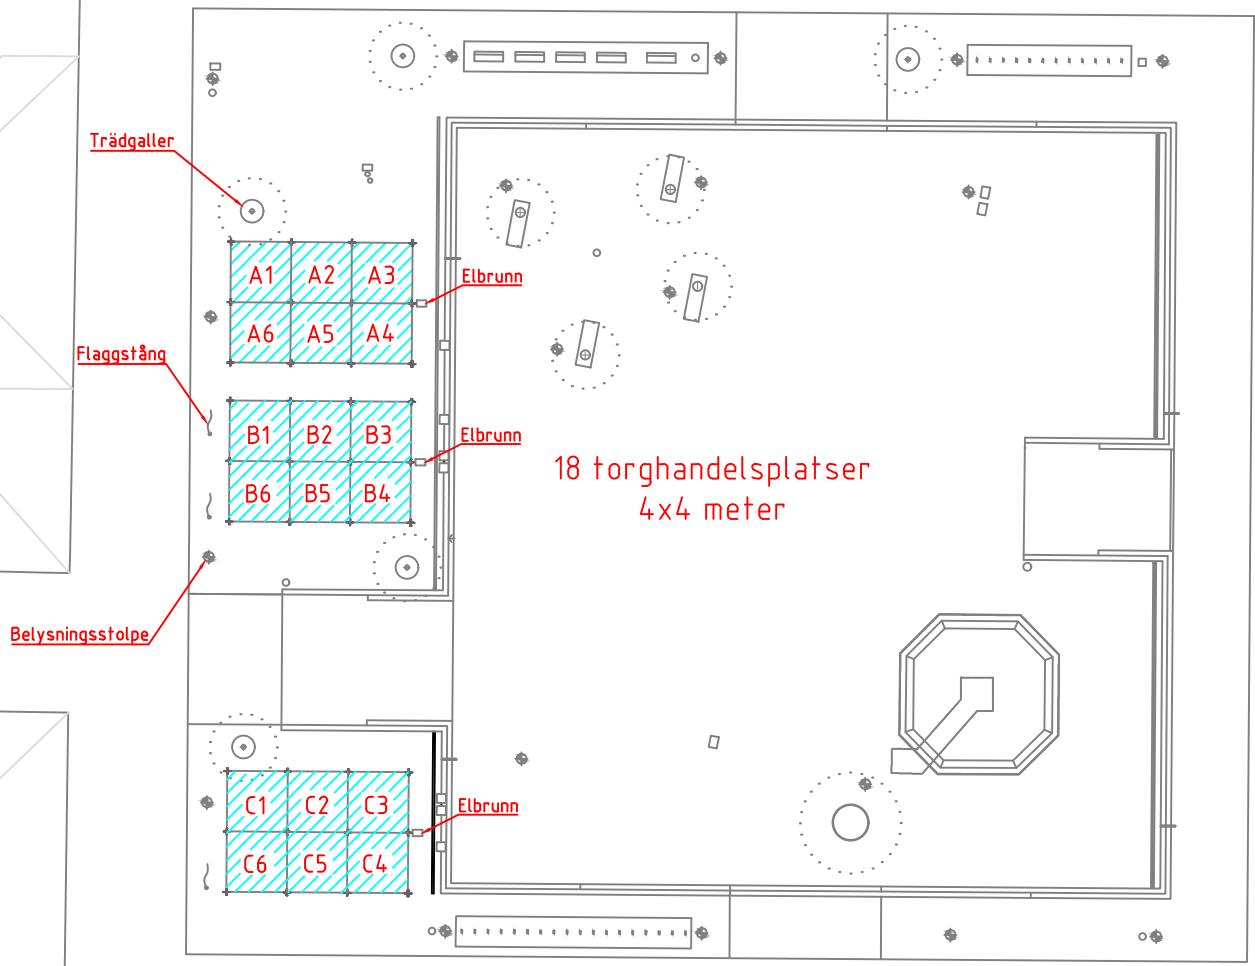 Trädgaller
A1 A2 A3
Elbrunn
A6 A5 A4
Flaggstång
B1 B2 B3
Elbrunn
B6 B5 B4
18 torghandelsplatser
4x4 meter
Belysningsstolpe
C1 C2 C3
Elbrunn
C6 C5 C4